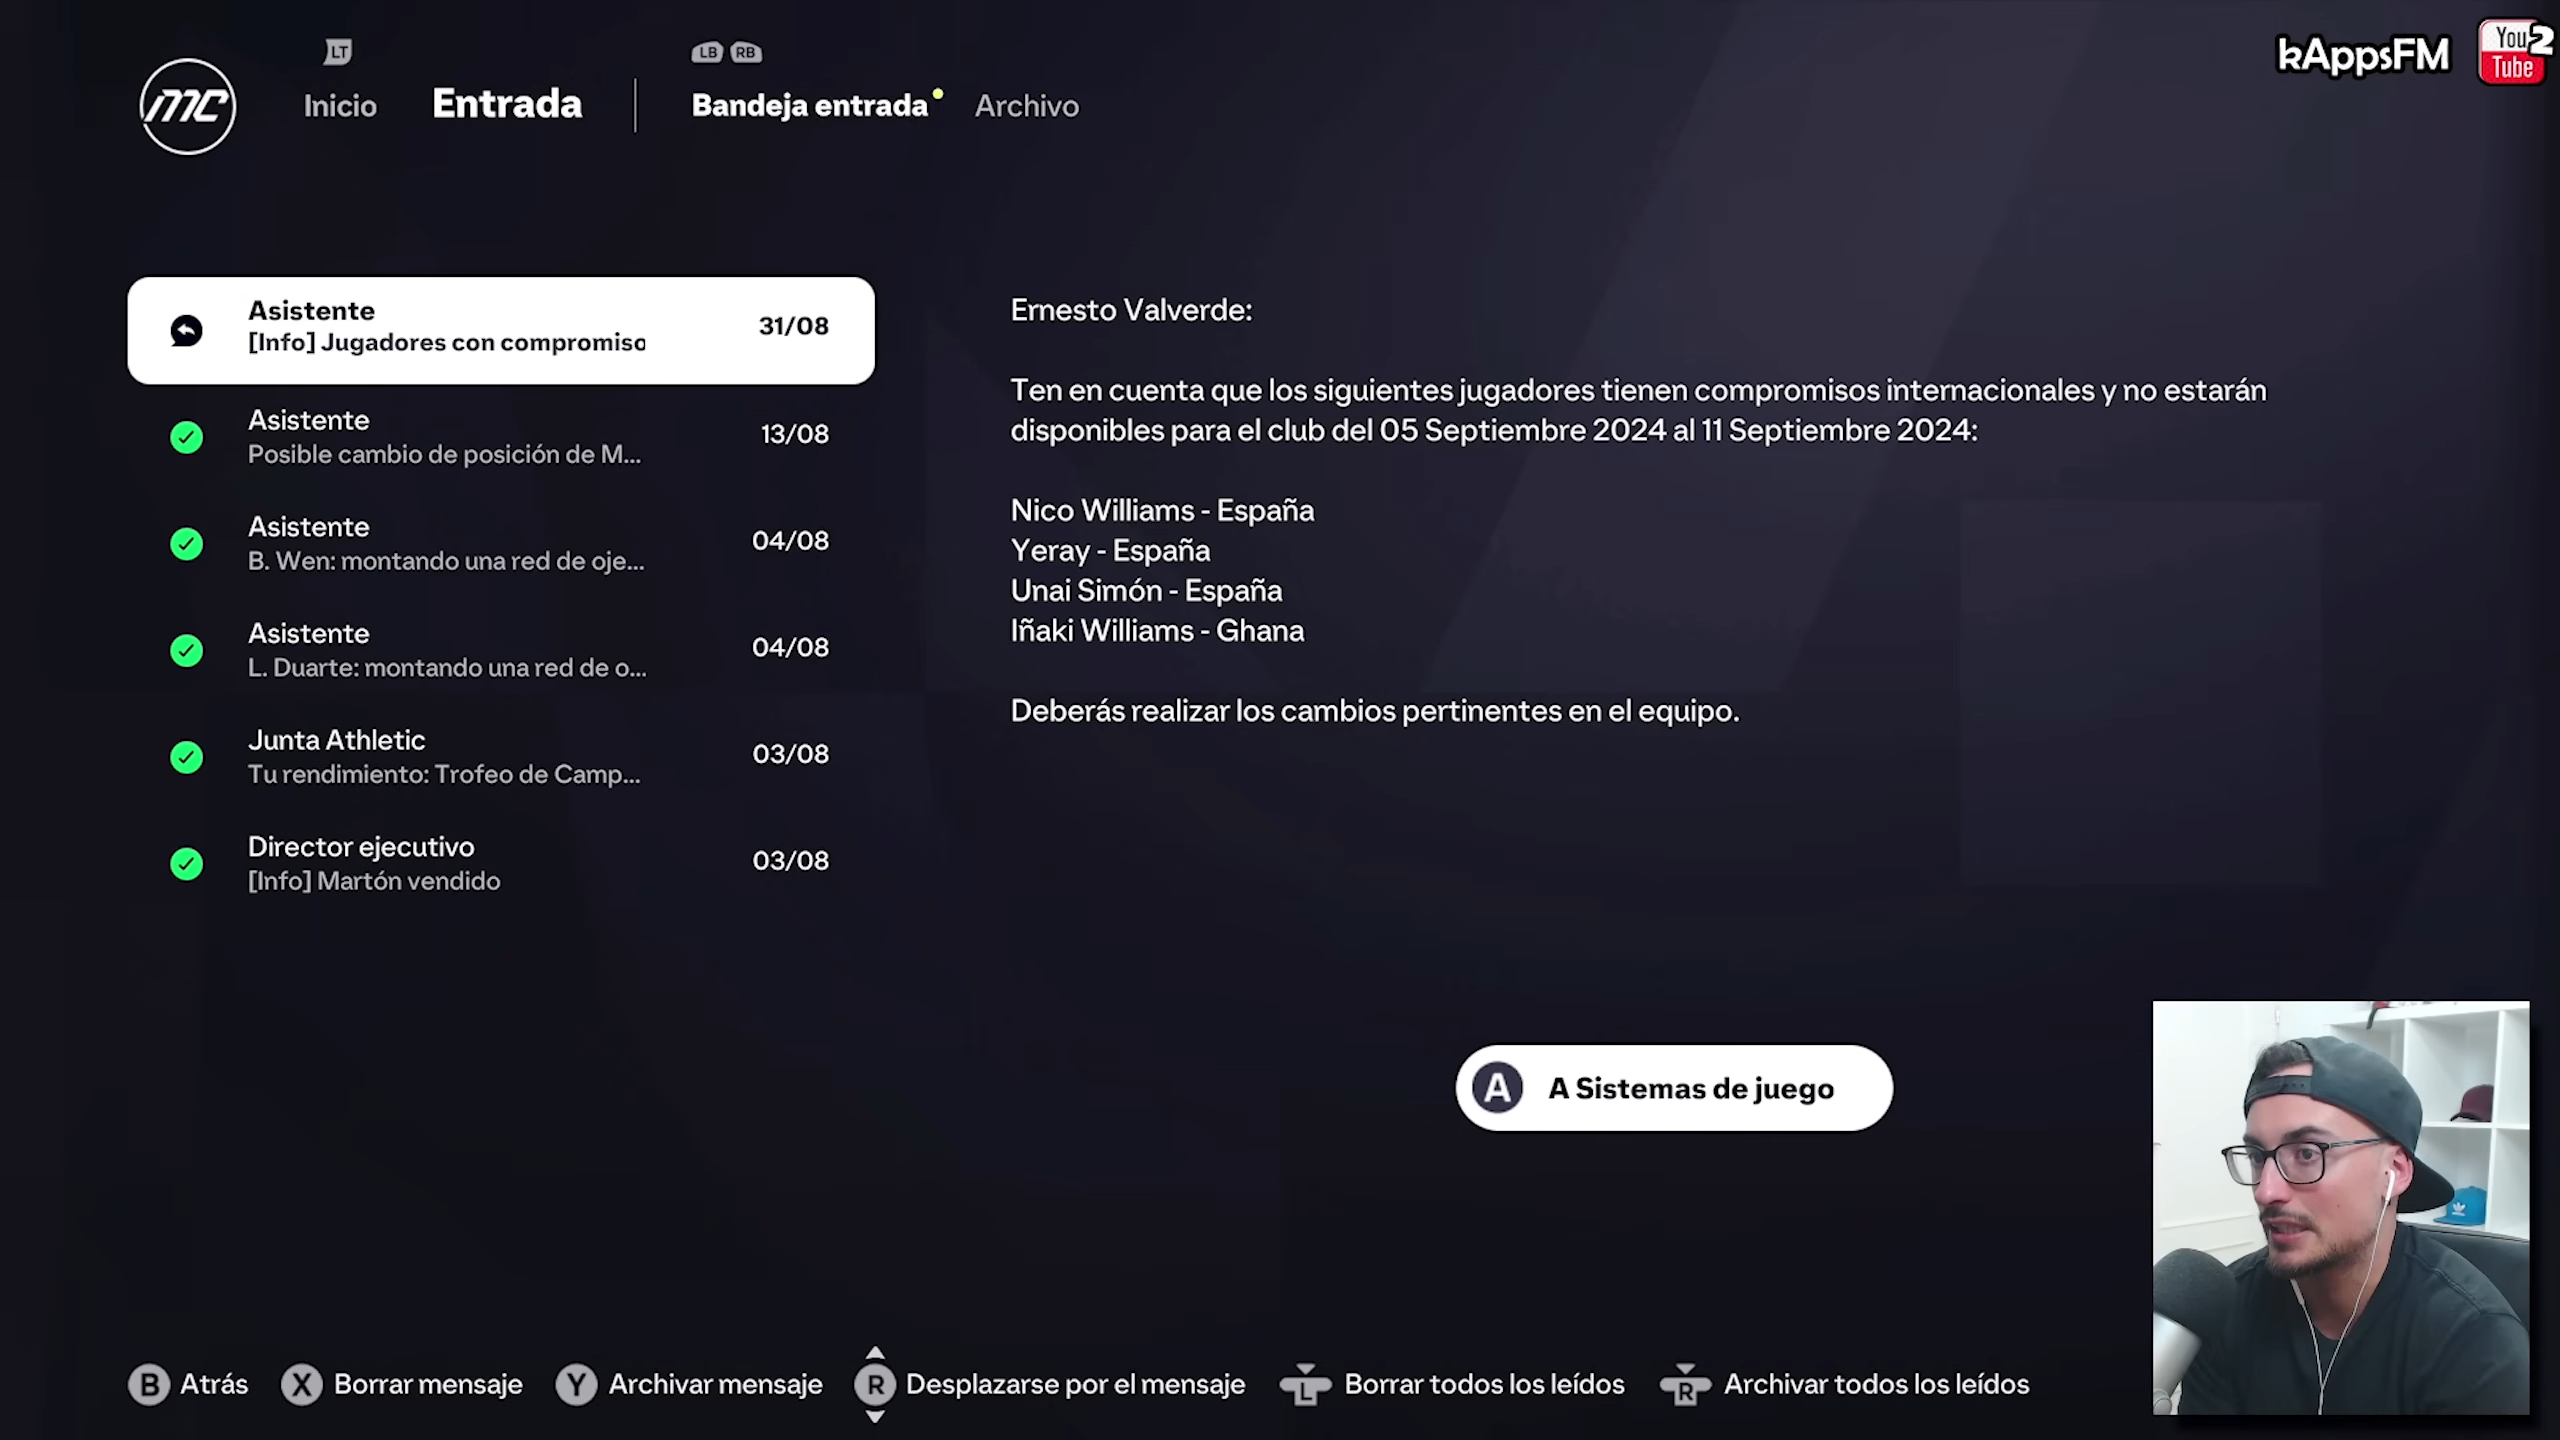 LT
LB RB
MC
Inicio
Entrada
Bandeja entrada
Archivo
kAppsFM
You2
Tube
Asistente
[Info] Jugadores con compromiso
31/08
Asistente
Posible cambio de posición de M...
13/08
Asistente
B. Wen: montando una red de oje...
04/08
Asistente
L. Duarte: montando una red de o...
04/08
Junta Athletic
Tu rendimiento: Trofeo de Camp...
03/08
Director ejecutivo
[Info] Martón vendido
03/08
Ernesto Valverde:
Ten en cuenta que los siguientes jugadores tienen compromisos internacionales y no estarán
disponibles para el club del 05 Septiembre 2024 al 11 Septiembre 2024:
Nico Williams - España
Yeray - España
Unai Simón - España
Iñaki Williams - Ghana
Deberás realizar los cambios pertinentes en el equipo.
A A Sistemas de juego
B Atrás
X Borrar mensaje
Y Archivar mensaje
R Desplazarse por el mensaje
L Borrar todos los leídos
R Archivar todos los leídos